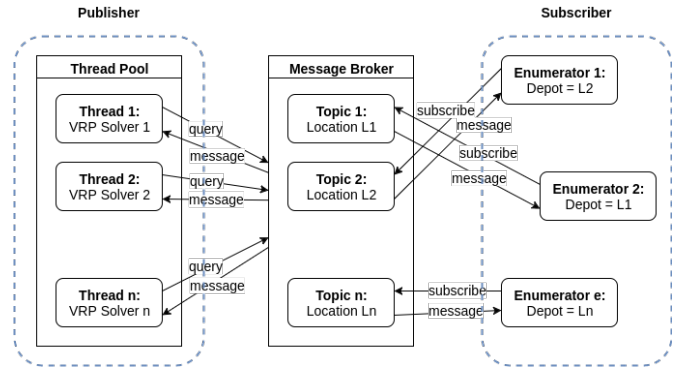 Publisher
Subscriber
Thread Pool
Message Broker
Thread 1:
VRP Solver 1
Thread 2:
VRP Solver 2
Thread n:
VRP Solver n
query
message
query
message
query
message
Topic 1:
Location L1
Topic 2:
Location L2
Topic n:
Location Ln
subscribe
message
subscribe
message
subscribe
message
Enumerator 1:
Depot = L2
Enumerator 2:
Depot = L1
Enumerator e:
Depot = Ln